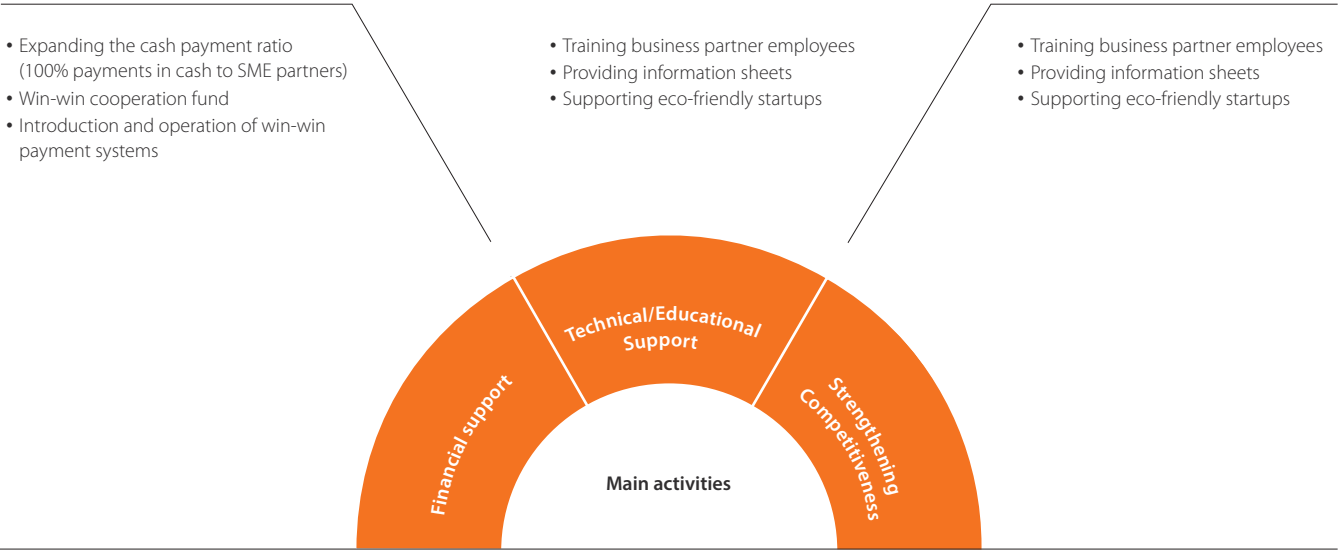 • Expanding the cash payment ratio
(100% payments in cash to SME partners)
• Win-win cooperation fund
• Introduction and operation of win-win
payment systems
• Training business partner employees
• Providing information sheets
• Supporting eco-friendly startups
• Training business partner employees
• Providing information sheets
• Supporting eco-friendly startups
Financial support
Technical/Educational
Support
Strengthening
Competitiveness
Main activities